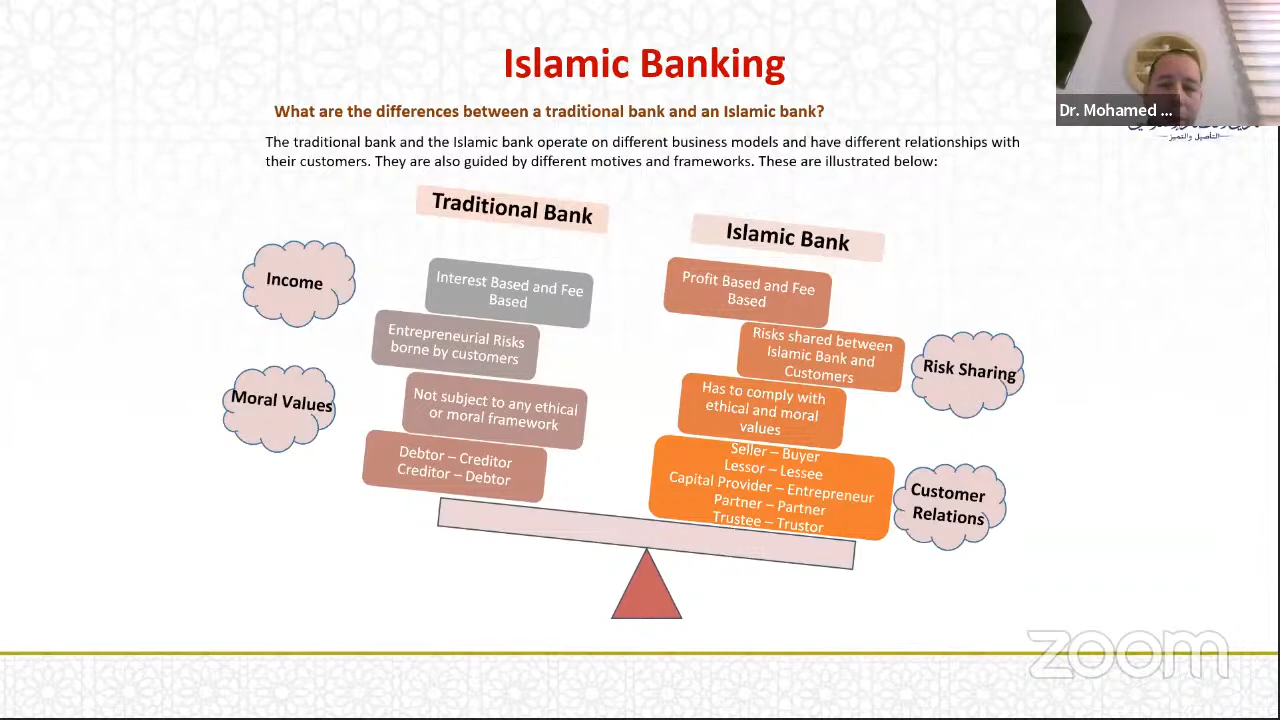 Islamic Banking
Dr. Mohamed ...
What are the differences between a traditional bank and an Islamic bank?
التأصيل والتميز
The traditional bank and the Islamic bank operate on different business models and have different relationships with
their customers. They are also guided by different motives and frameworks. These are illustrated below:
Traditional Bank
Islamic Bank
Income
Interest Based and Fee
Based
Profit Based and Fee
Based
Entrepreneurial Risks
borne by customers
Risks shared between
Islamic Bank and
Customers
Risk Sharing
Moral Values
Not subject to any ethical
or moral framework
Has to comply with
ethical and moral
values
Debtor – Creditor
Creditor – Debtor
Seller – Buyer
Lessor – Lessee
Capital Provider – Entrepreneur
Partner – Partner
Trustee – Trustor
Customer
Relations
zoom